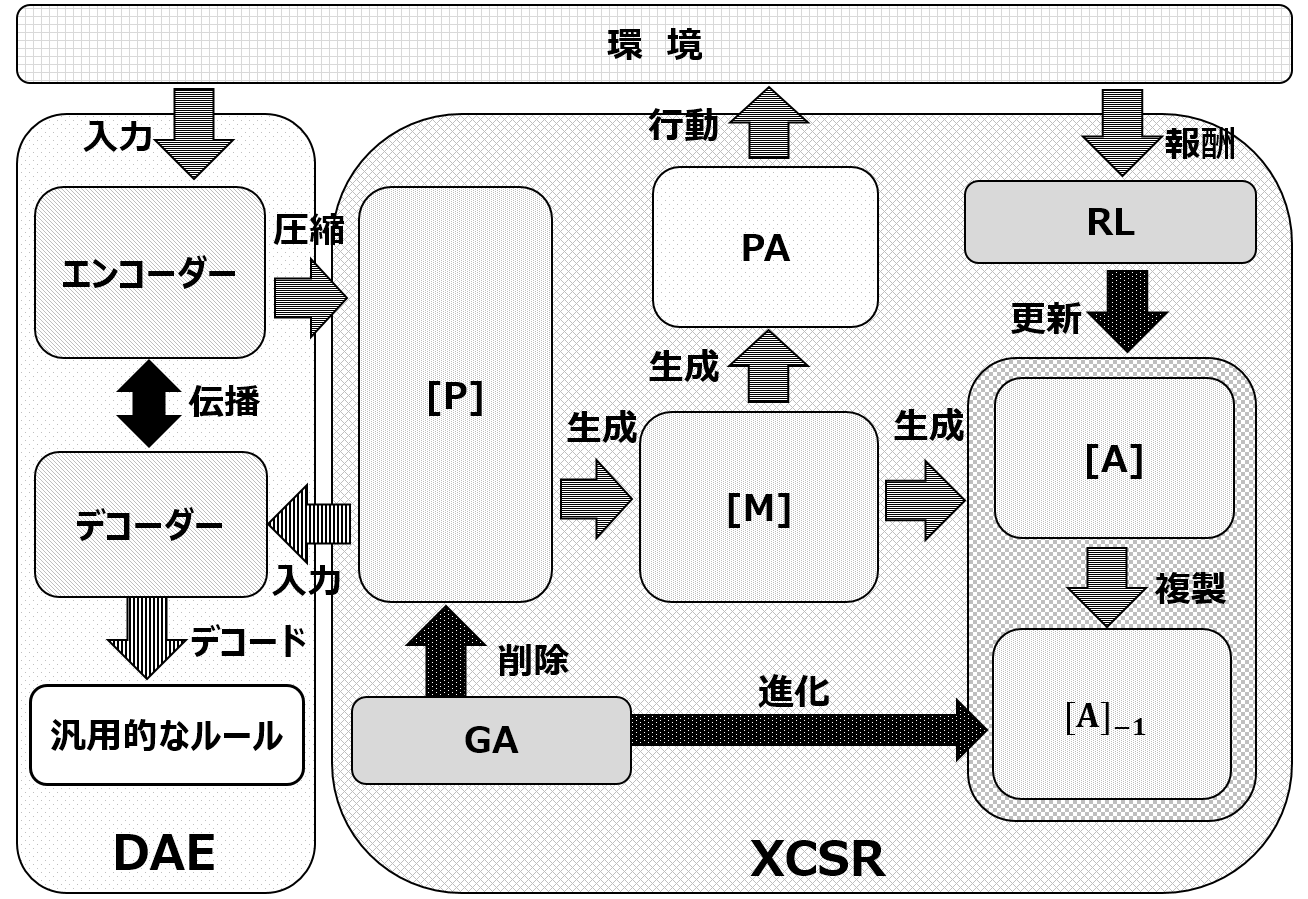 環 境
入力
行動
報酬
エンコーダー
圧縮
[P]
PA
RL
更新
伝播
生成
生成
[M]
生成
[A]
デコーダー
入力
複製
デコード
削除
汎用的なルール
GA
進化
[A]₋₁
DAE
XCSR